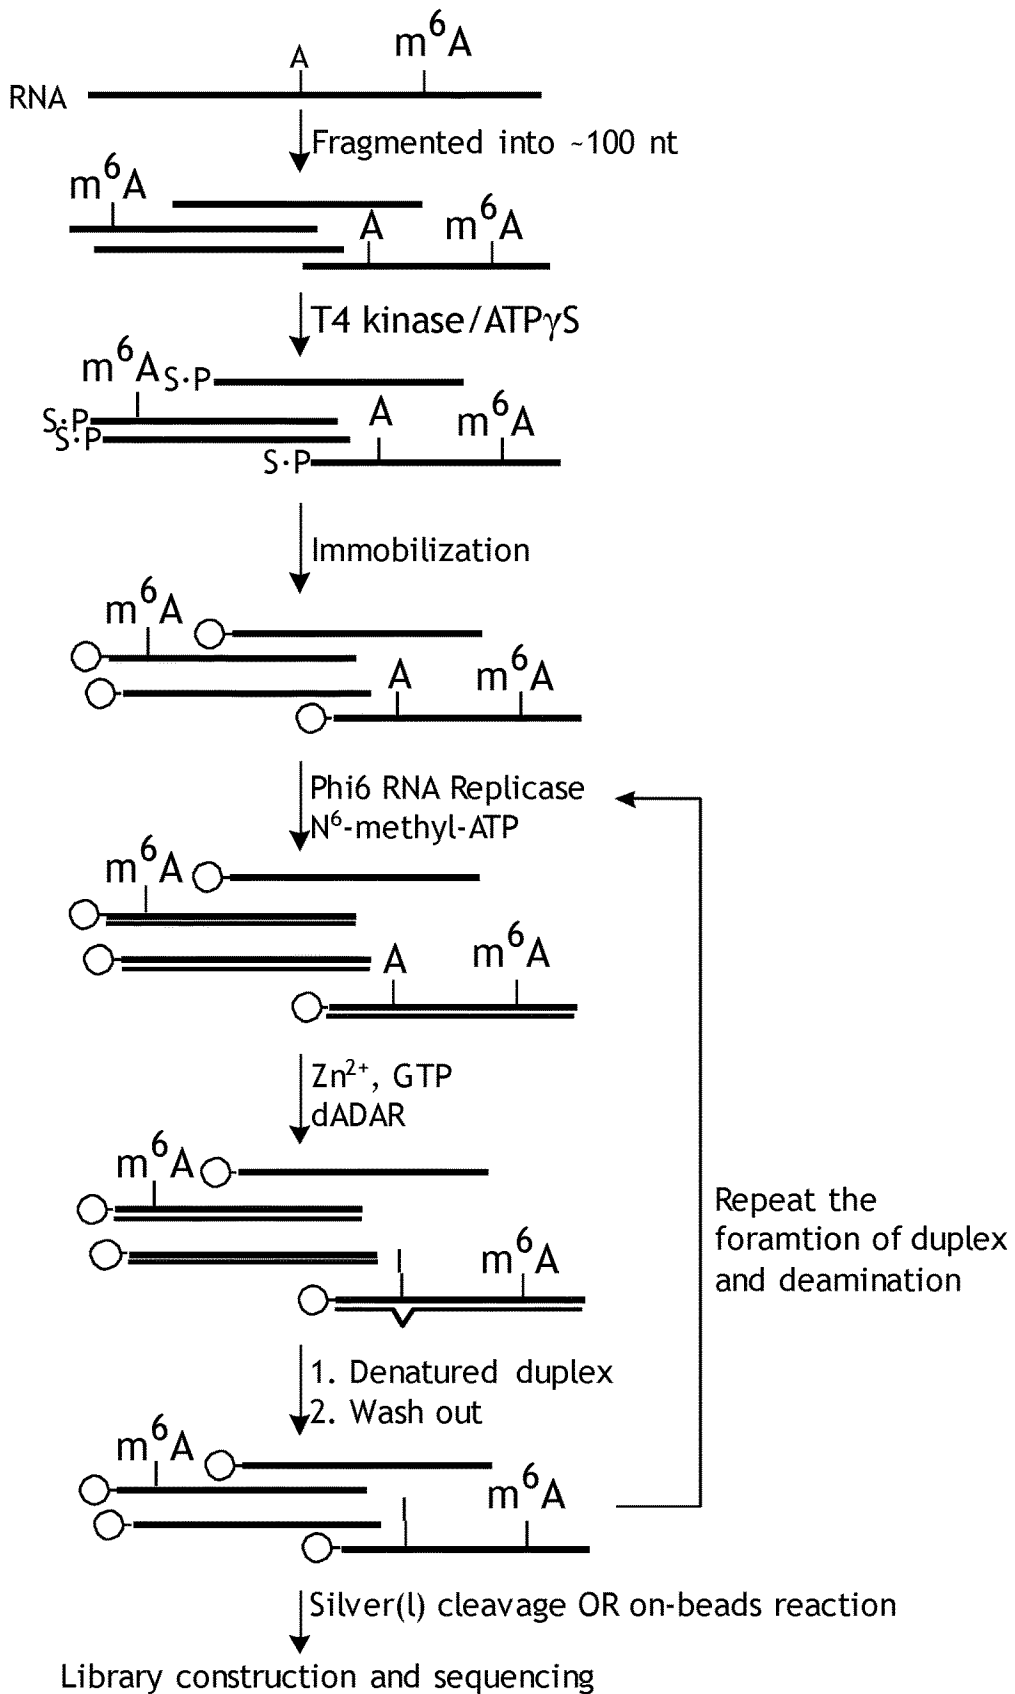 A
m⁶A
RNA
Fragmented into ~100 nt
m⁶A
A
m⁶A
T4 kinase/ATPγS
m⁶A
S·P
A
S·P
m⁶A
S·P
S·P
Immobilization
m⁶A
A
m⁶A
Phi6 RNA Replicase
N⁶-methyl-ATP
m⁶A
A
m⁶A
Zn²⁺, GTP
dADAR
m⁶A
I
m⁶A
Repeat the
foramtion of duplex
and deamination
1. Denatured duplex
2. Wash out
m⁶A
I
m⁶A
Silver(l) cleavage OR on-beads reaction
Library construction and sequencing